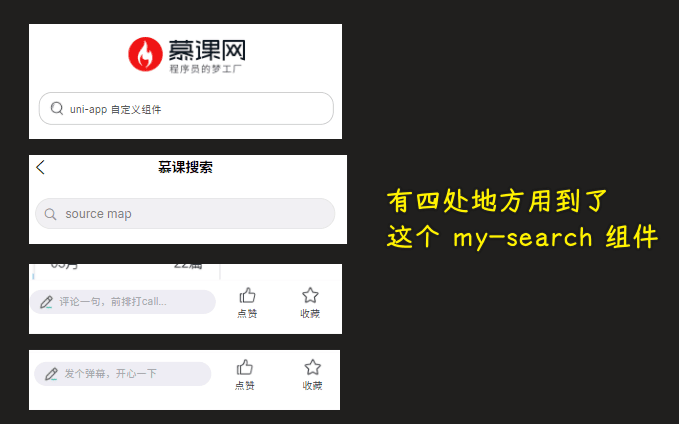 慕课网
程序员的梦工厂
uni-app 自定义组件
慕课搜索
source map
评论一句，前排打call...
点赞
收藏
发个弹幕，开心一下
点赞
收藏
有四处地方用到了
这个 my-search 组件